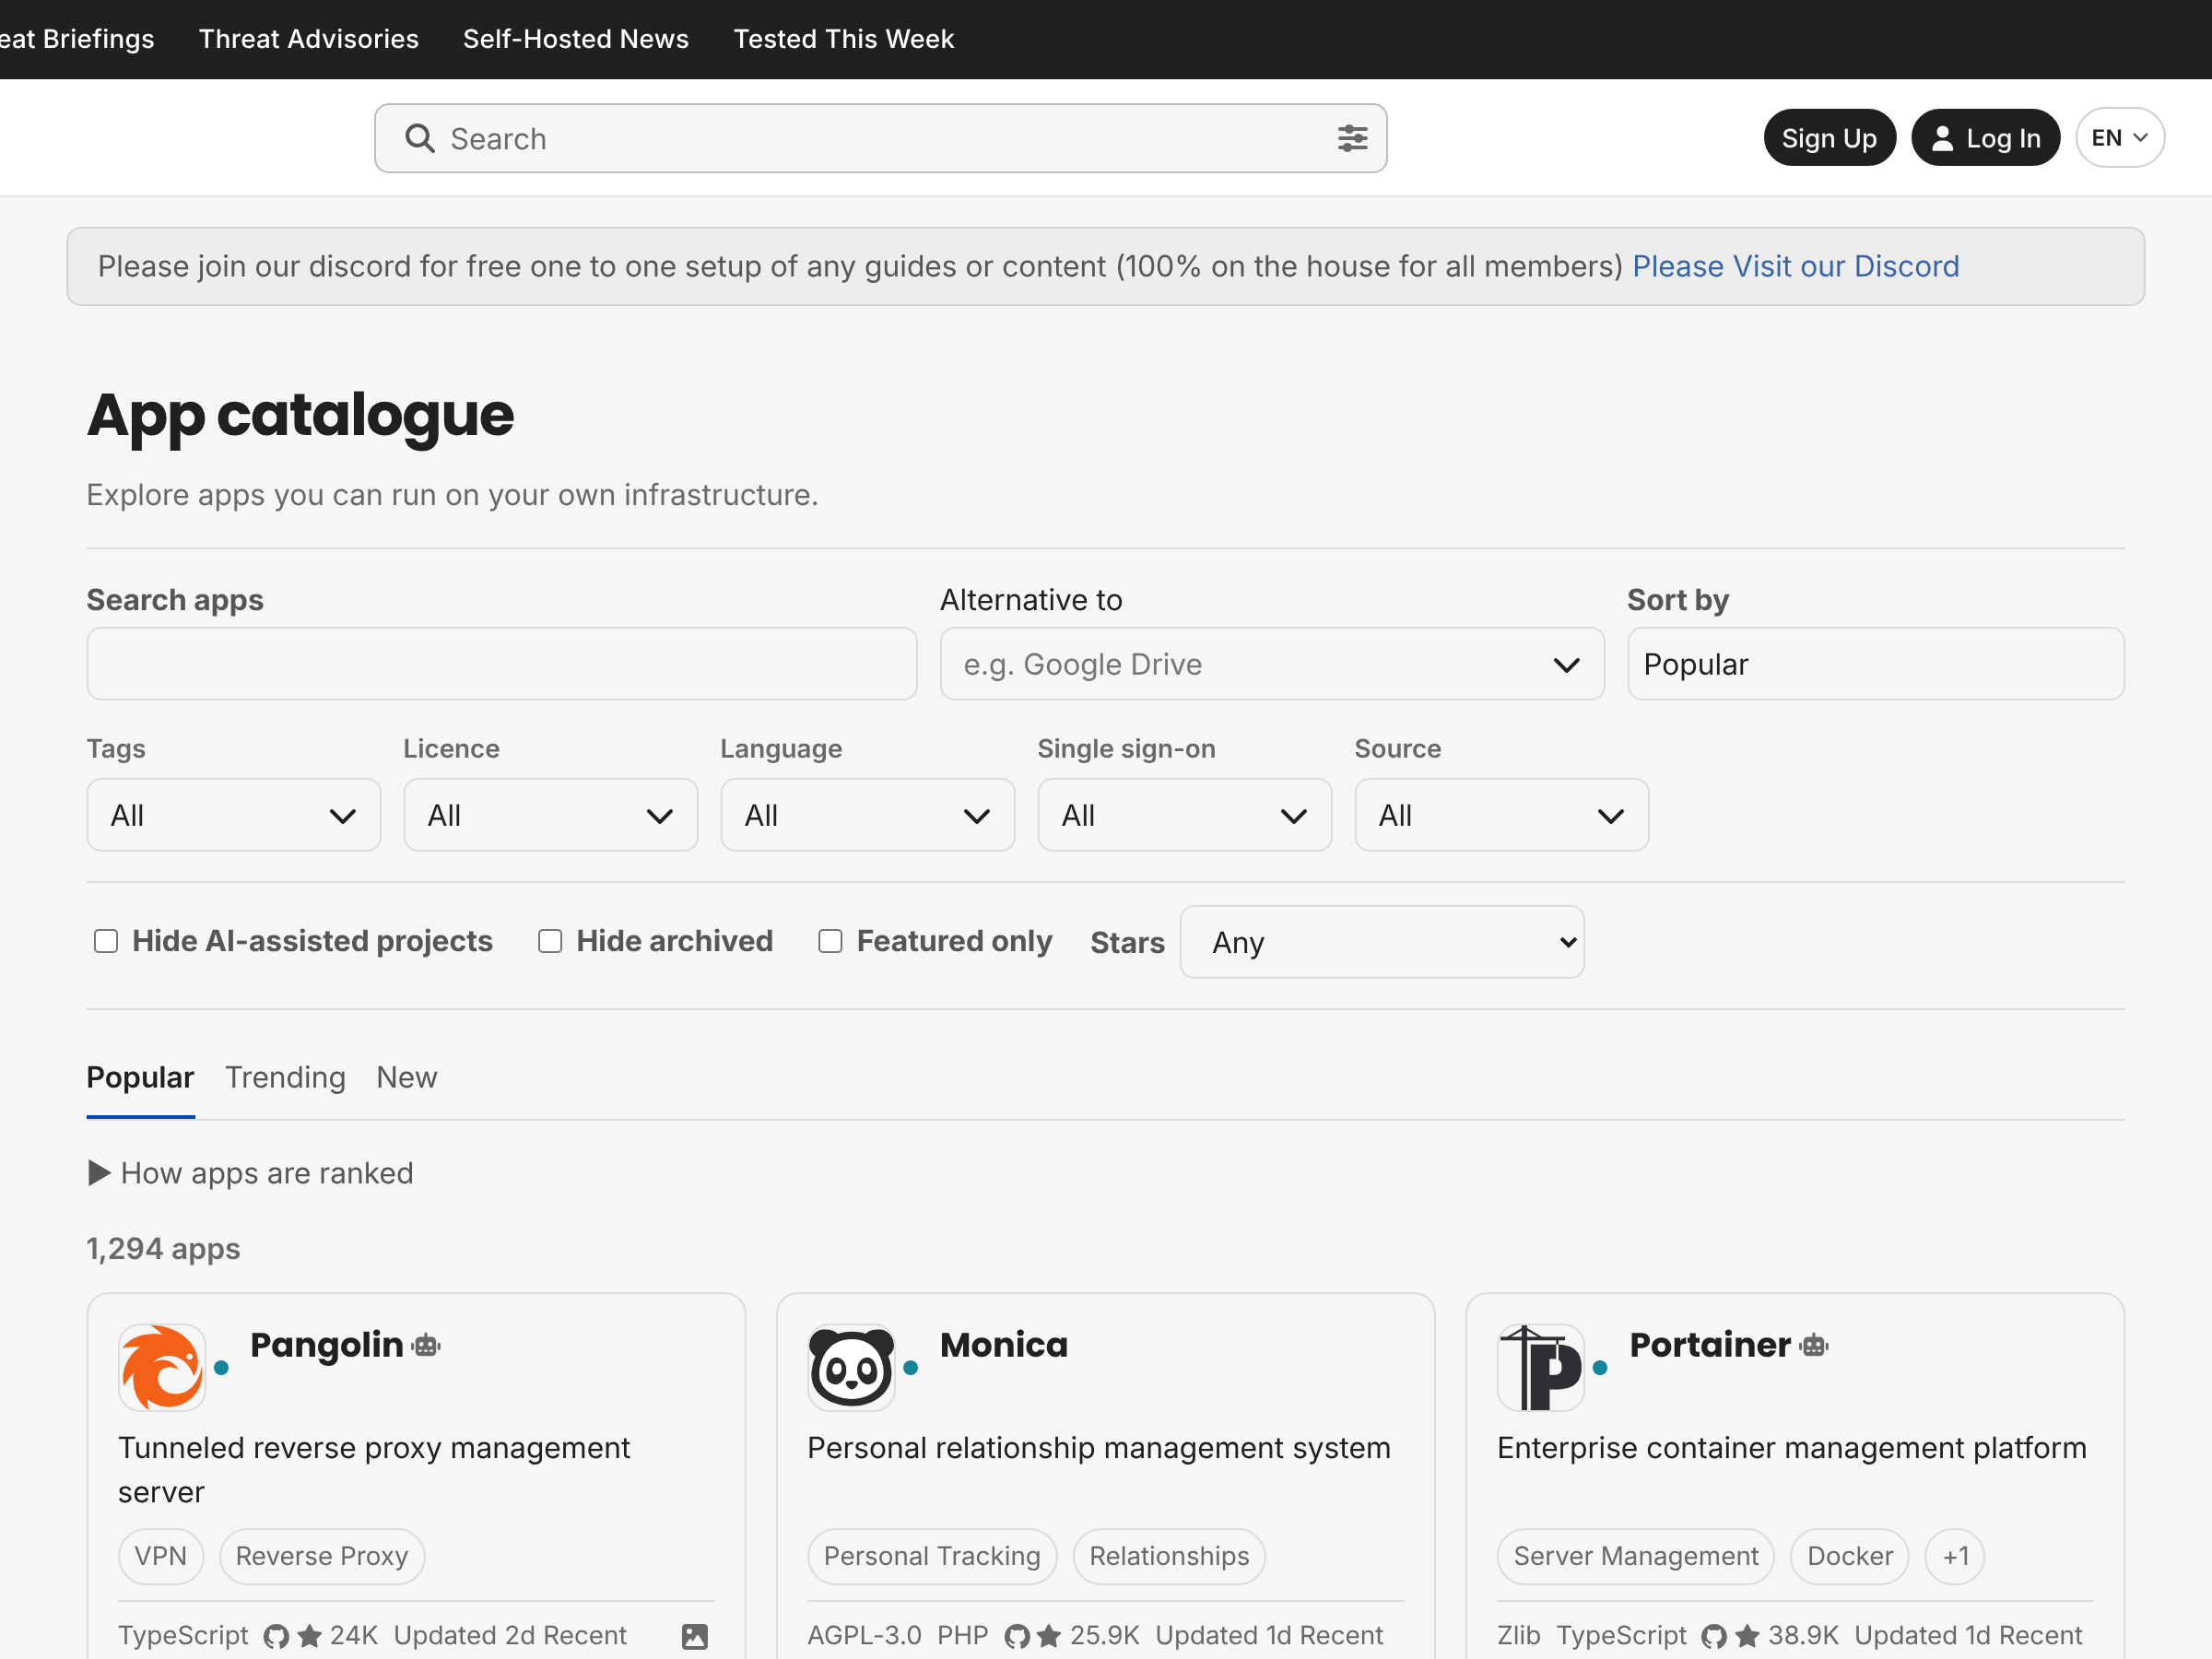 eat Briefings Threat Advisories Self-Hosted News Tested This Week
Search
Sign Up Log In EN
Please join our discord for free one to one setup of any guides or content (100% on the house for all members) Please Visit our Discord
App catalogue
Explore apps you can run on your own infrastructure.
Search apps Alternative to Sort by
e.g. Google Drive Popular
Tags Licence Language Single sign-on Source
All All All All All
Hide AI-assisted projects Hide archived Featured only Stars Any
Popular Trending New
How apps are ranked
1,294 apps
Pangolin
Tunneled reverse proxy management
server
VPN Reverse Proxy
TypeScript 24K Updated 2d Recent
Monica
Personal relationship management system
Personal Tracking Relationships
AGPL-3.0 PHP 25.9K Updated 1d Recent
Portainer
Enterprise container management platform
Server Management Docker +1
Zlib TypeScript 38.9K Updated 1d Recent